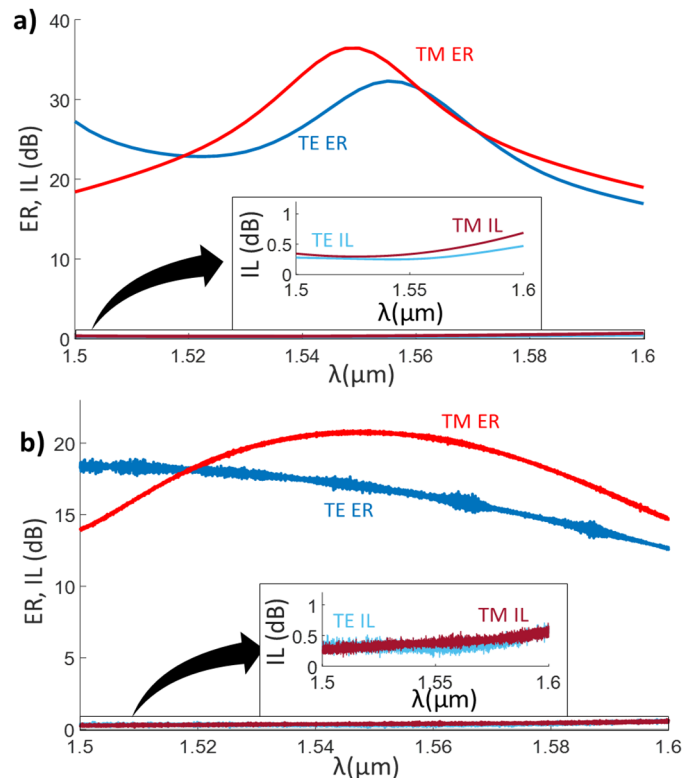 a)
40
30
20
10
0
ER, IL (dB)
TM ER
TE ER
1
0.5
0
IL (dB)
TE IL
TM IL
1.5 1.55 1.6
λ(μm)
1.5 1.52 1.54 1.56 1.58 1.6
λ(μm)
b)
20
15
10
5
0
ER, IL (dB)
TM ER
TE ER
1
0.5
0
IL (dB)
TE IL
TM IL
1.5 1.55 1.6
λ(μm)
1.5 1.52 1.54 1.56 1.58 1.6
λ(μm)